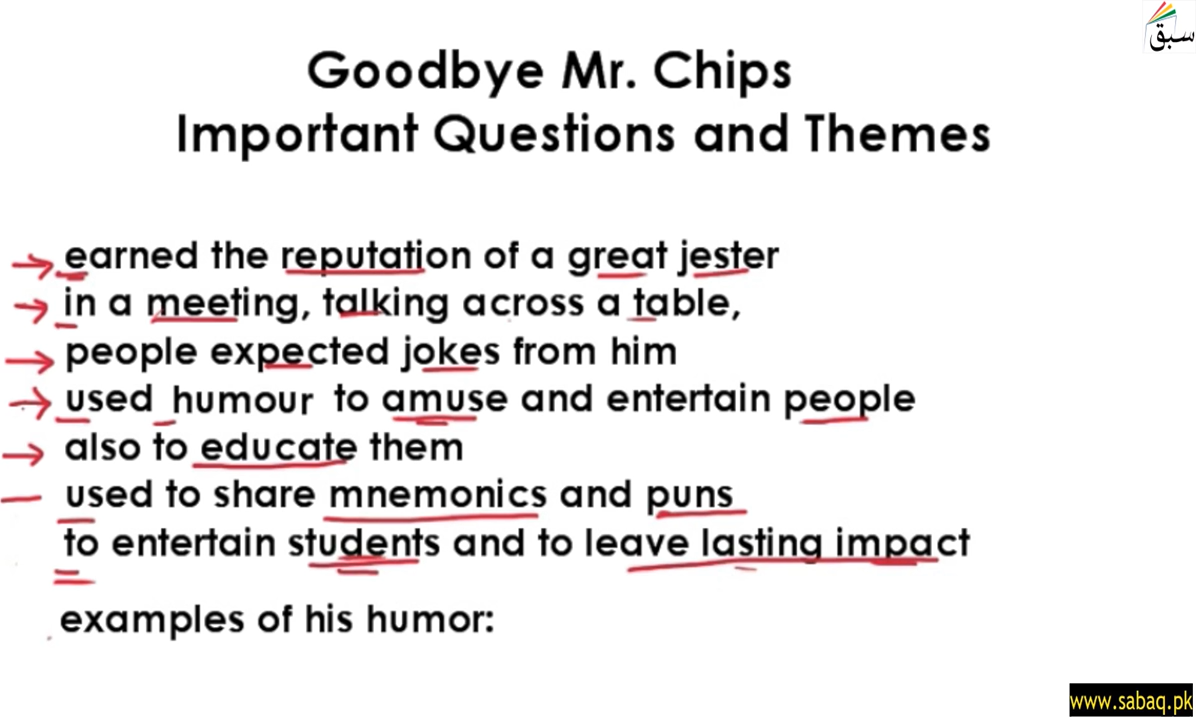 سبق
Goodbye Mr. Chips
Important Questions and Themes
earned the reputation of a great jester
in a meeting, talking across a table,
people expected jokes from him
used humour to amuse and entertain people
also to educate them
used to share mnemonics and puns
to entertain students and to leave lasting impact
examples of his humor:
www.sabaq.pk